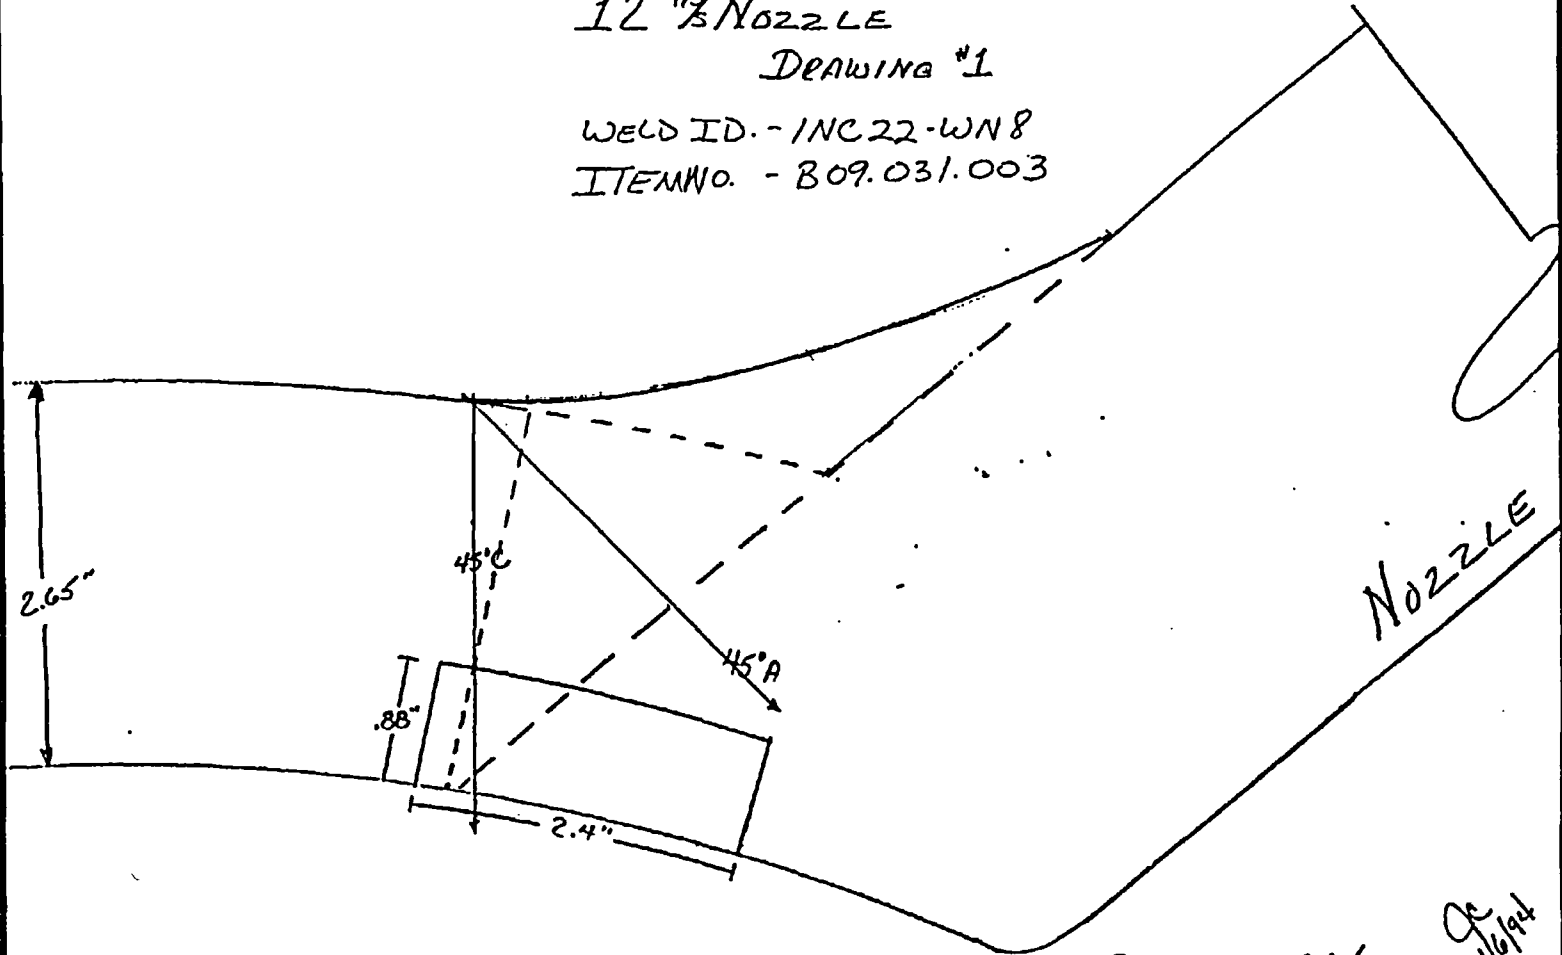 12" NOZZLE
DRAWING #1
WELD ID. - INC22-WN8
ITEM NO. - B09.031.003
2.65"
45°C
45°A
.88"
2.4"
NOZZLE